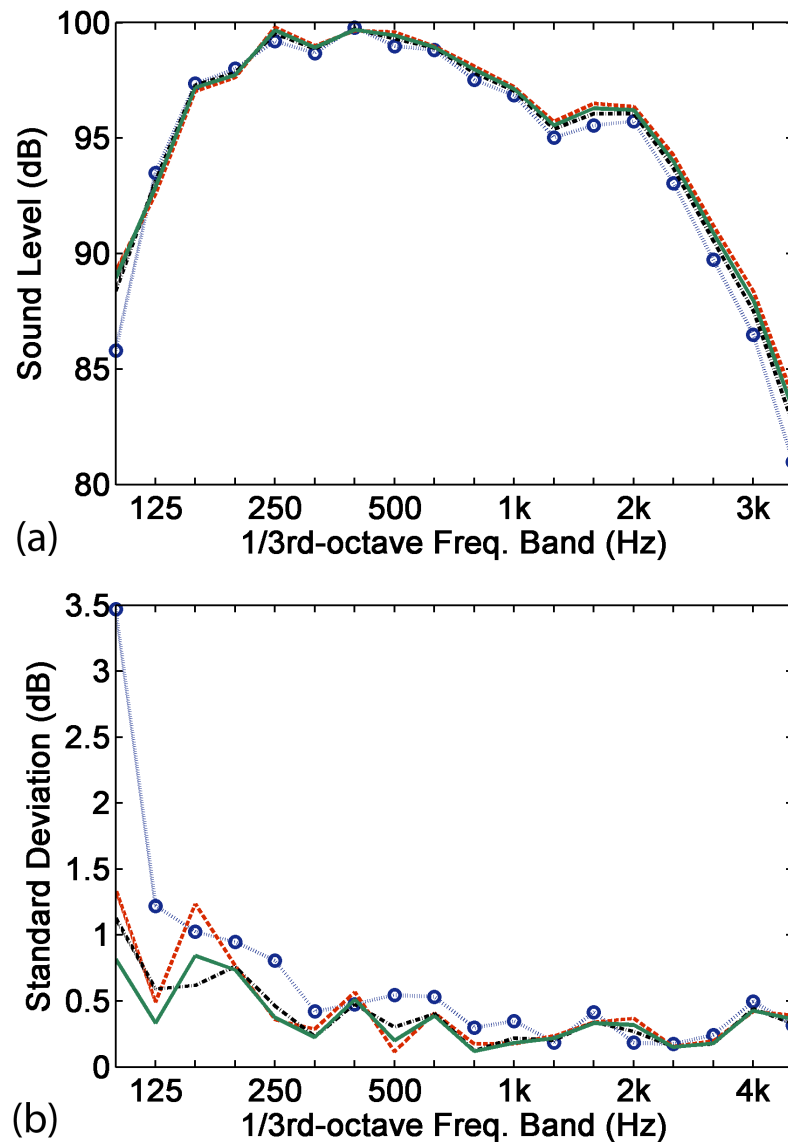 100
95
90
85
80
Sound Level (dB)
125 250 500 1k 2k 3k
1/3rd-octave Freq. Band (Hz)
(a)
3.5
3
2.5
2
1.5
1
0.5
0
Standard Deviation (dB)
125 250 500 1k 2k 4k
1/3rd-octave Freq. Band (Hz)
(b)